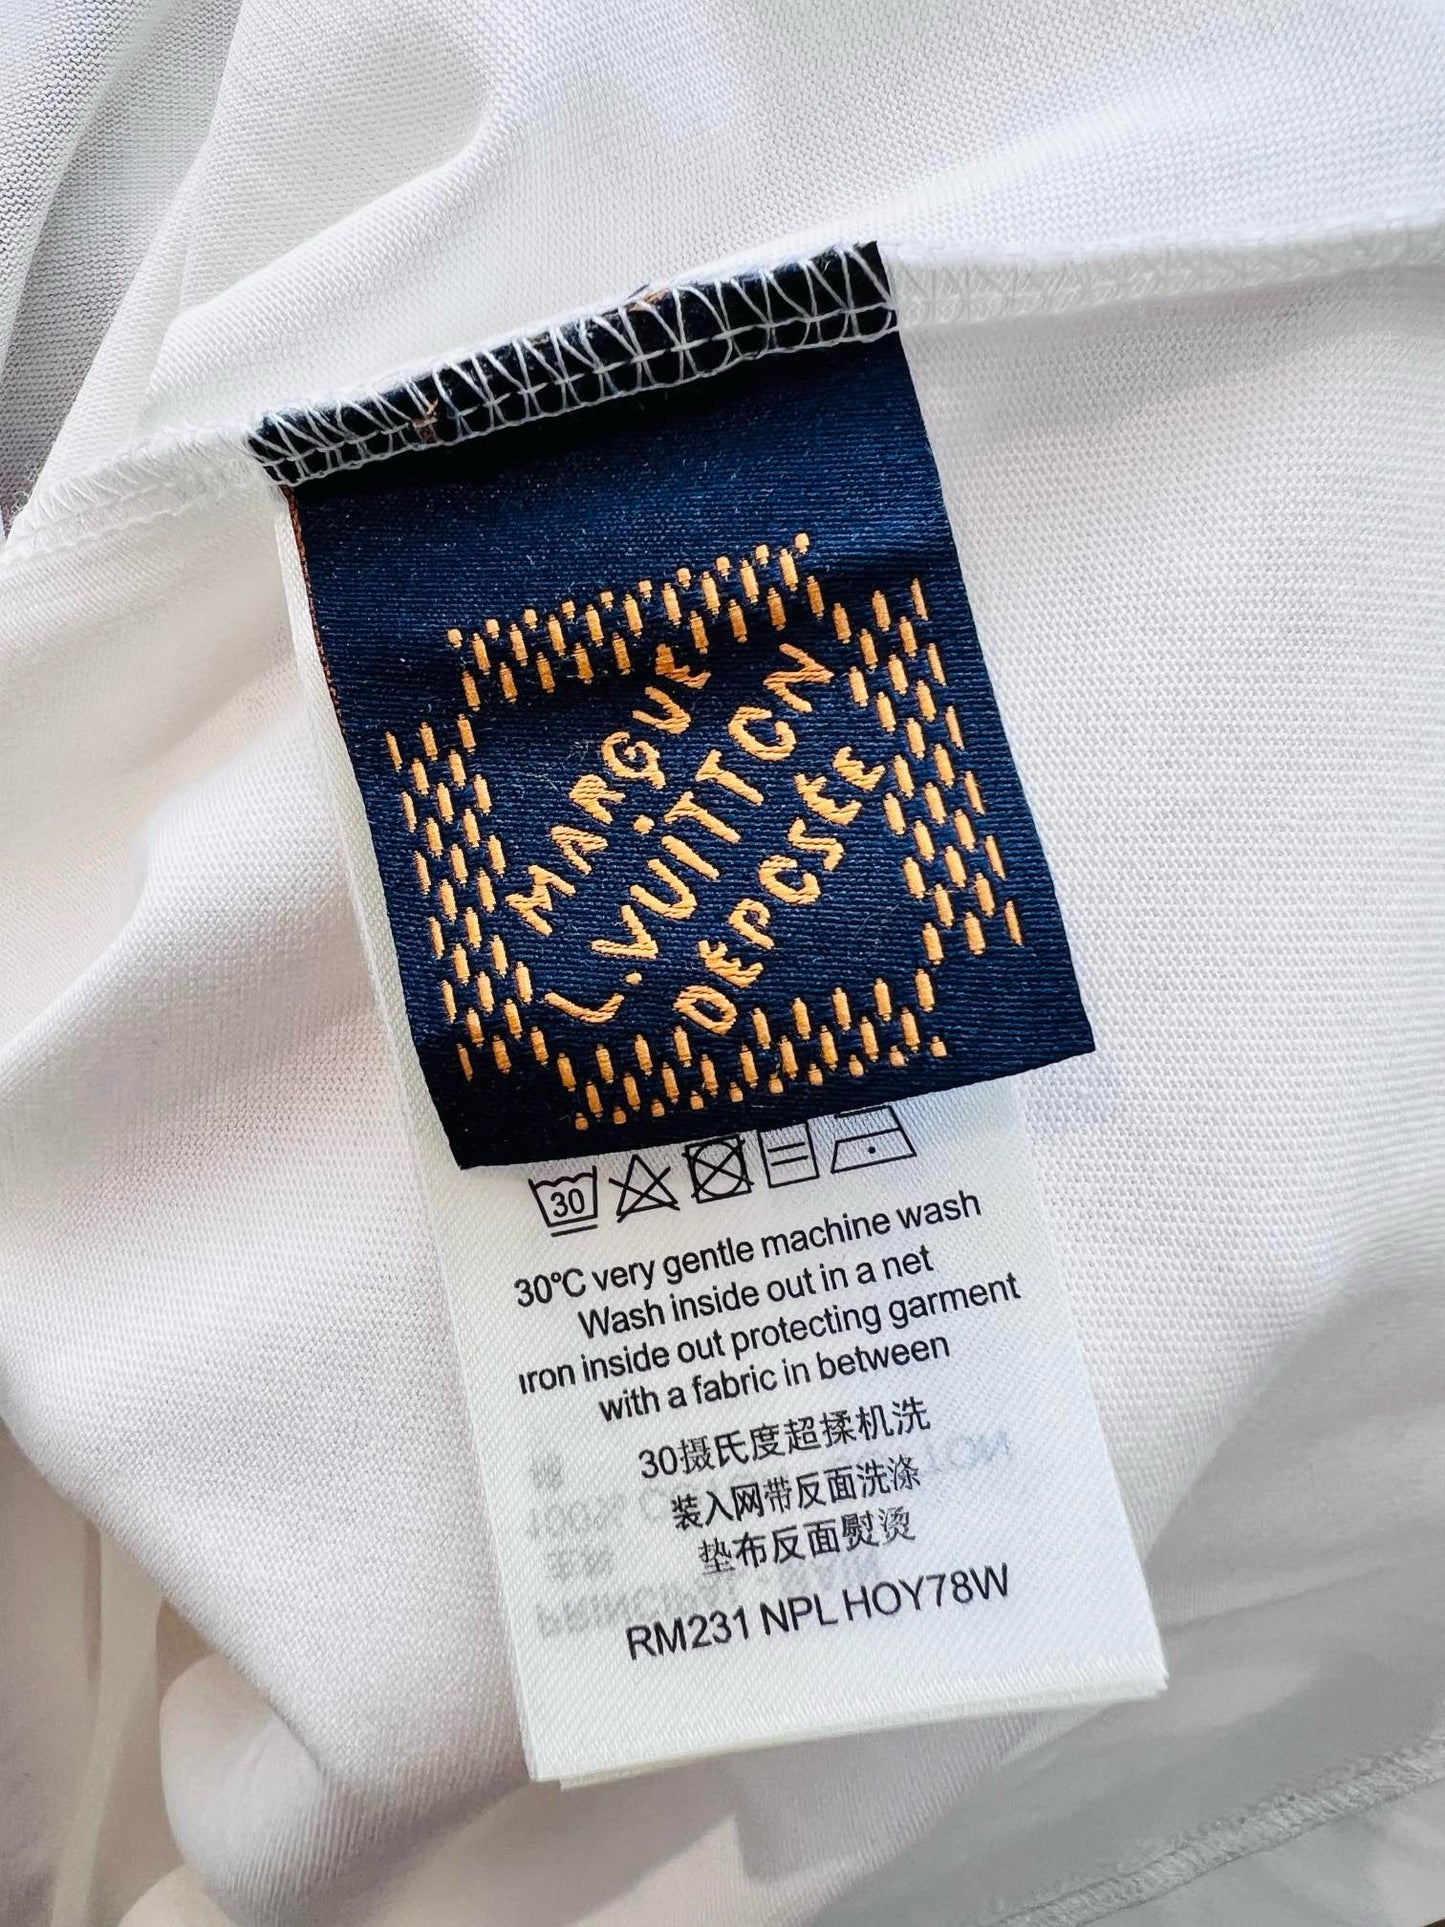 MARQUE
L.VUITTON
DEPOSEE
30
30°C very gentle machine wash
Wash inside out in a net
Iron inside out protecting garment
with a fabric in between
30摄氏度超揉机洗
装入网带反面洗涤
垫布反面熨烫
RM231 NPL HOY78W